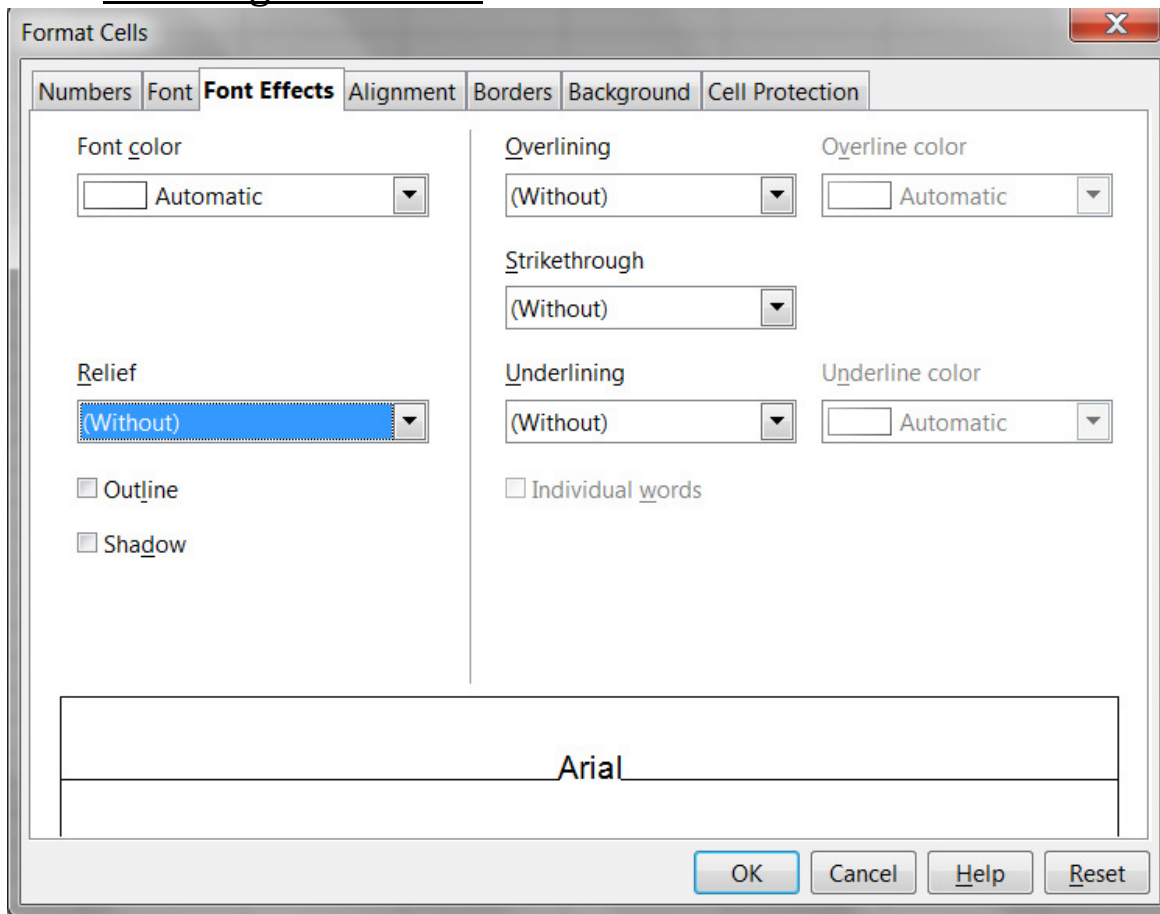 Format Cells
X
Numbers Font Font Effects Alignment Borders Background Cell Protection
Font color Overlining Overline color
Automatic (Without) Automatic
Strikethrough
(Without)
Relief Underlining Underline color
(Without) (Without) Automatic
Outline Individual words
Shadow
Arial
OK Cancel Help Reset